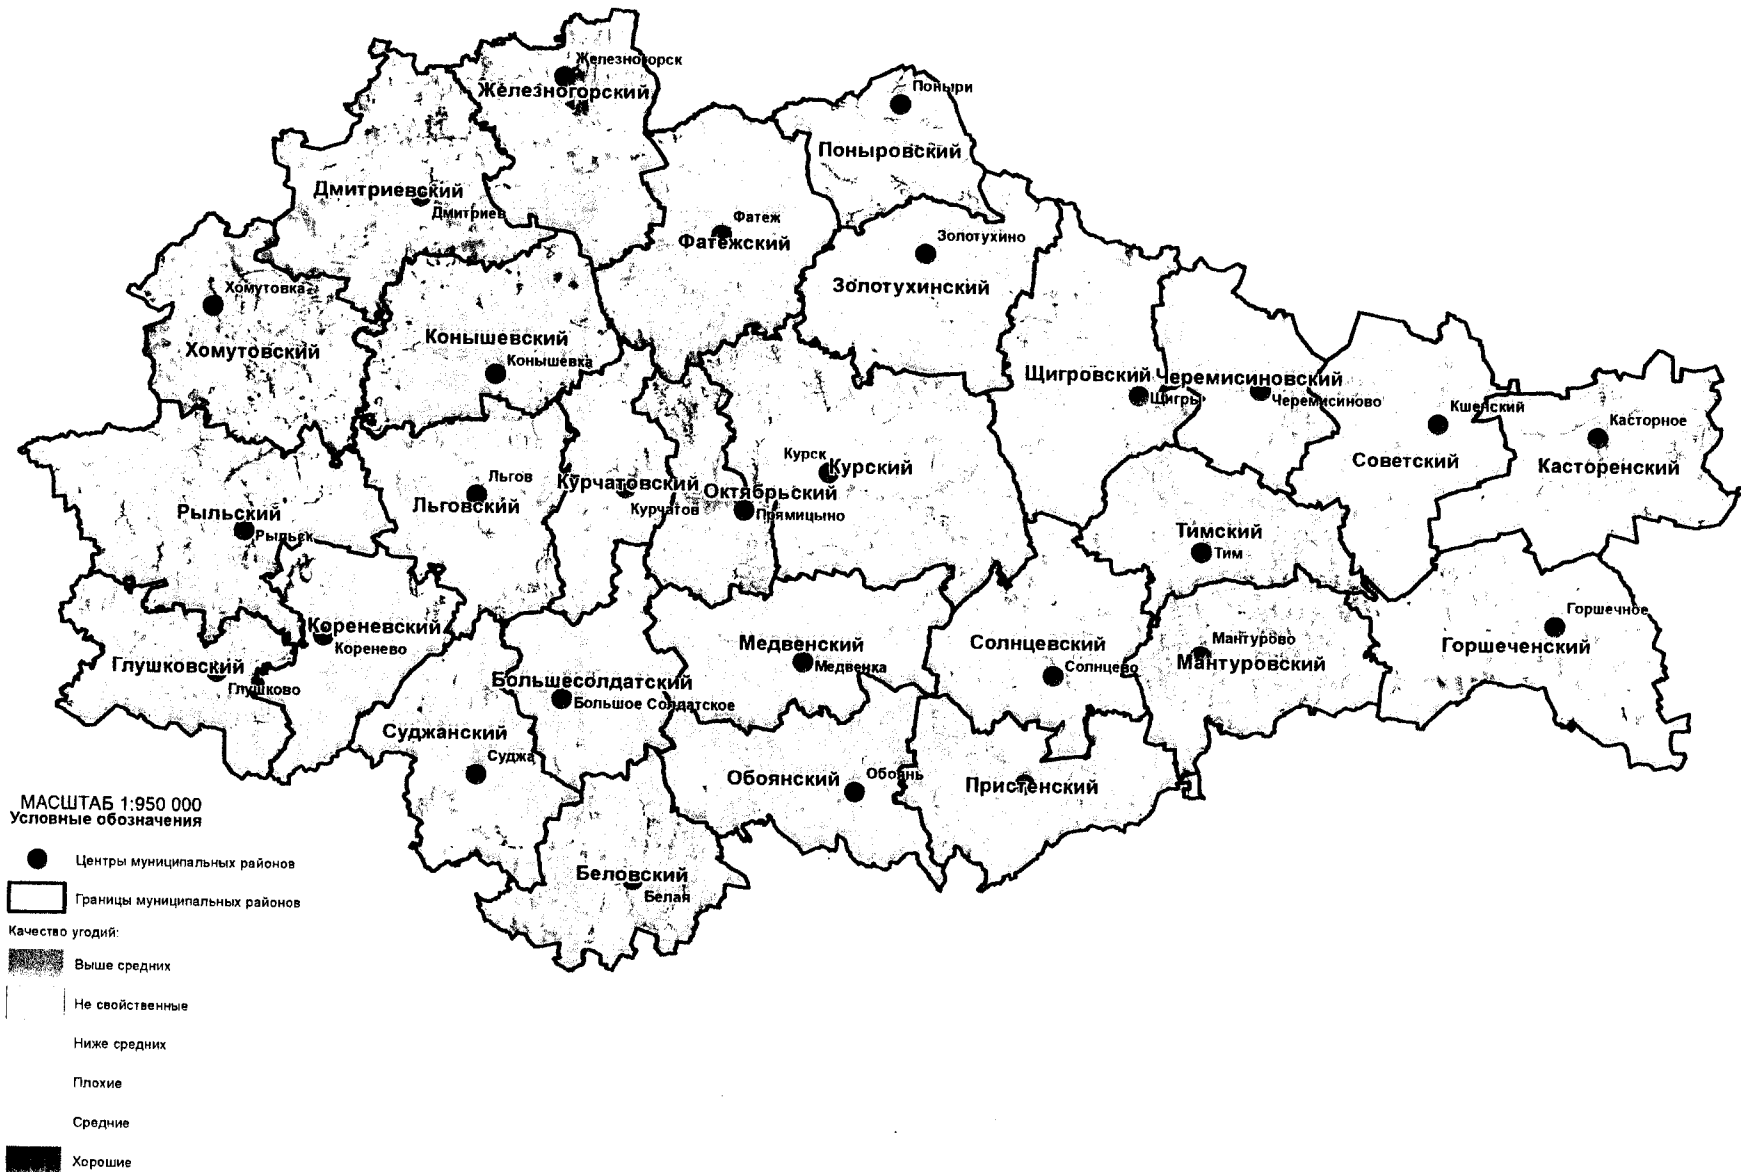 Железногорск
Железногорский
Поныри
Поныровский
Дмитриевский
Дмитриев
Фатеж
Фатежский
Золотухино
Золотухинский
Хомутовка
Хомутовский
Конышевский
Конышевка
Щигровский
Щигры
Черемисиновский
Черемисиново
Кшенский
Советский
Касторное
Касторенский
Курск
Курский
Льгов
Льговский
Курчатовский
Курчатов
Октябрьский
Прямицыно
Рыльский
Рыльск
Тимский
Тим
Горшечное
Горшеченский
Кореневский
Коренево
Глушковский
Глушково
Медвенский
Медвенка
Солнцевский
Солнцево
Мантурово
Мантуровский
Большесолдатский
Большое Солдатское
Суджанский
Суджа
Обоянский
Обоянь
Пристенский
Беловский
Белая
МАСШТАБ 1:950 000
Условные обозначения
Центры муниципальных районов
Границы муниципальных районов
Качество угодий:
Выше средних
Не свойственные
Ниже средних
Плохие
Средние
Хорошие